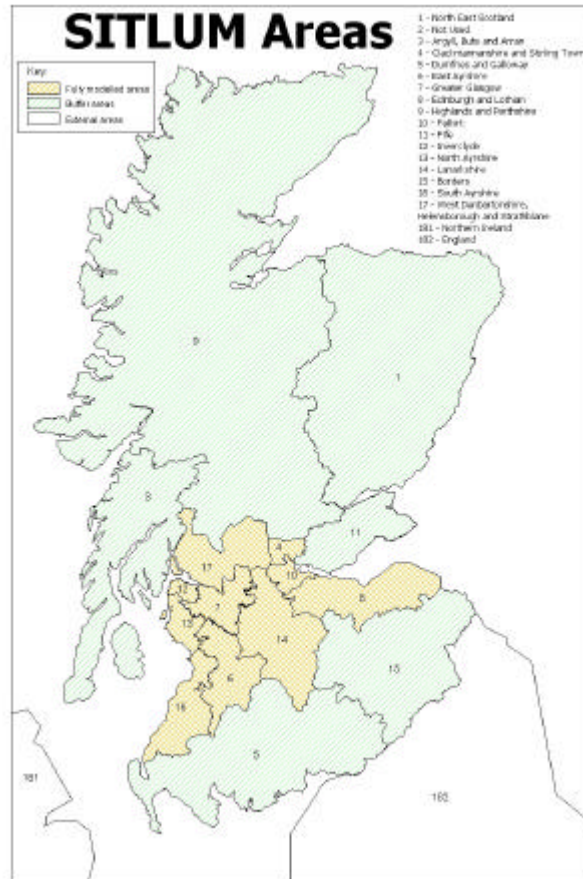 SITLUM Areas
Key:
Fully modelled areas
Buffer areas
External areas
1 - North East Scotland
2 - Not Used
3 - Argyll, Bute and Arran
4 - Clackmannanshire and Stirling Town
5 - Dumfries and Galloway
6 - East Ayrshire
7 - Greater Glasgow
8 - Edinburgh and Lothian
9 - Highlands and Perthshire
10 - Falkirk
11 - Fife
12 - Inverclyde
13 - North Ayrshire
14 - Lanarkshire
15 - Borders
16 - South Ayrshire
17 - West Dunbartonshire,
Helensborough and Strathblane
181 - Northern Ireland
182 - England
9
1
3
11
4
17
10
8
12
7
13
14
15
6
16
5
181
182